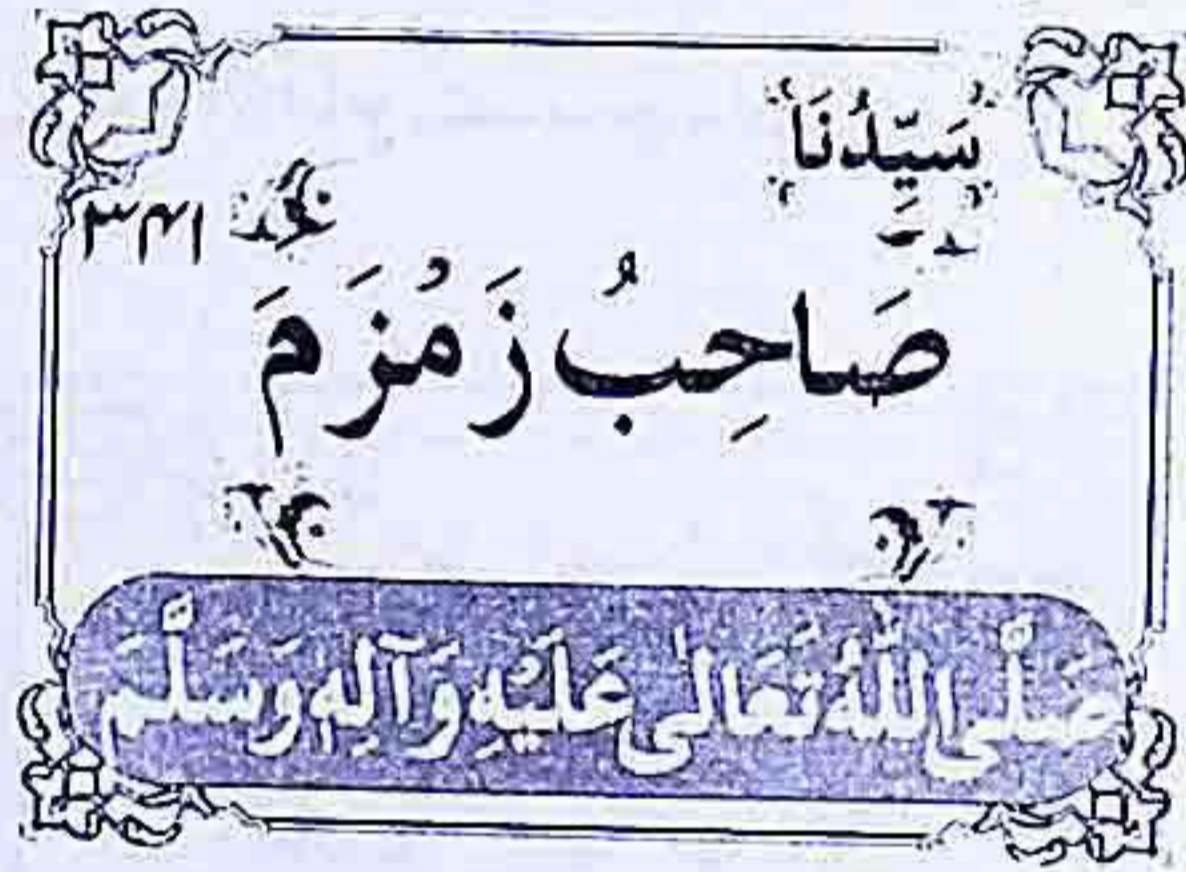 سَيِّدُنَا
۳۴۱
صَاحِبُ زَمْزَمَ
صَلَّى اللّٰهُ تَعَالٰى عَلَيْهِ وَآلِهٖ وَسَلَّمَ